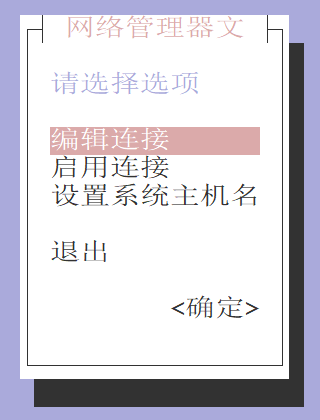 网络管理器文
请选择选项
编辑连接
启用连接
设置系统主机名
退出
<确定>